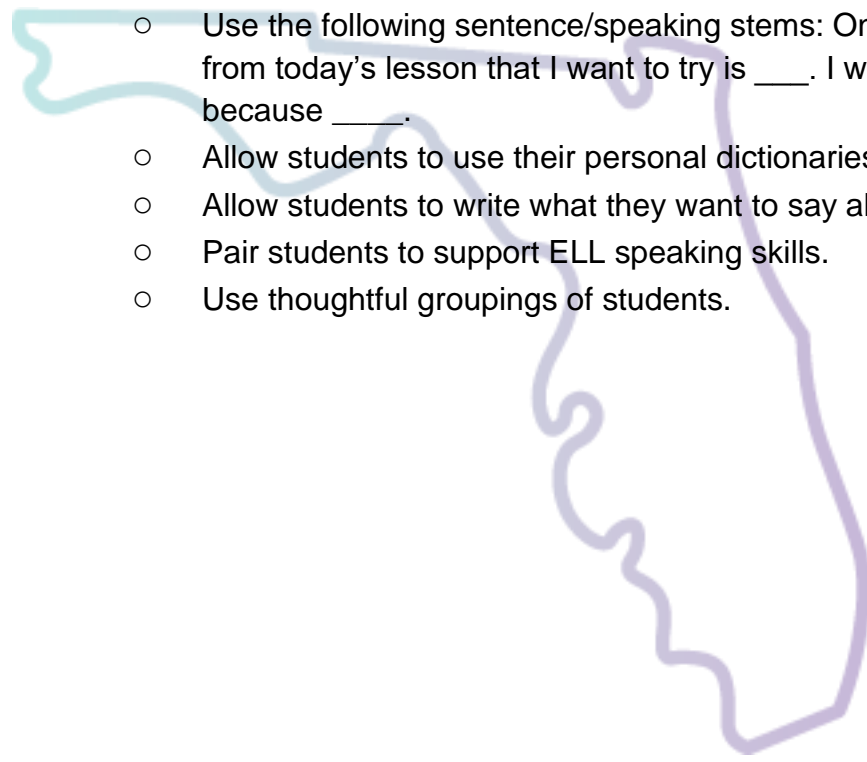 ○ Use the following sentence/speaking stems: On
from today's lesson that I want to try is ___. I w
because ____.
○ Allow students to use their personal dictionaries
○ Allow students to write what they want to say
○ Pair students to support ELL speaking skills.
○ Use thoughtful groupings of students.